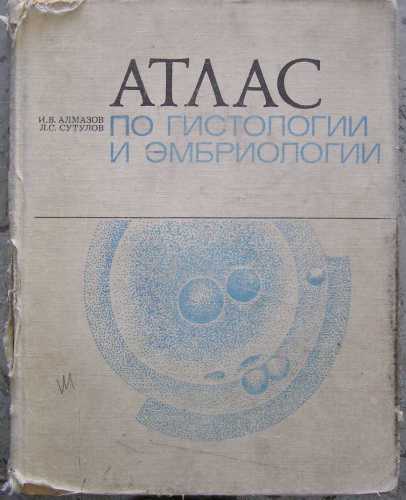 АТЛАС
И.В. АЛМАЗОВ
Л.С. СУТУЛОВ
ПО ГИСТОЛОГИИ
И ЭМБРИОЛОГИИ